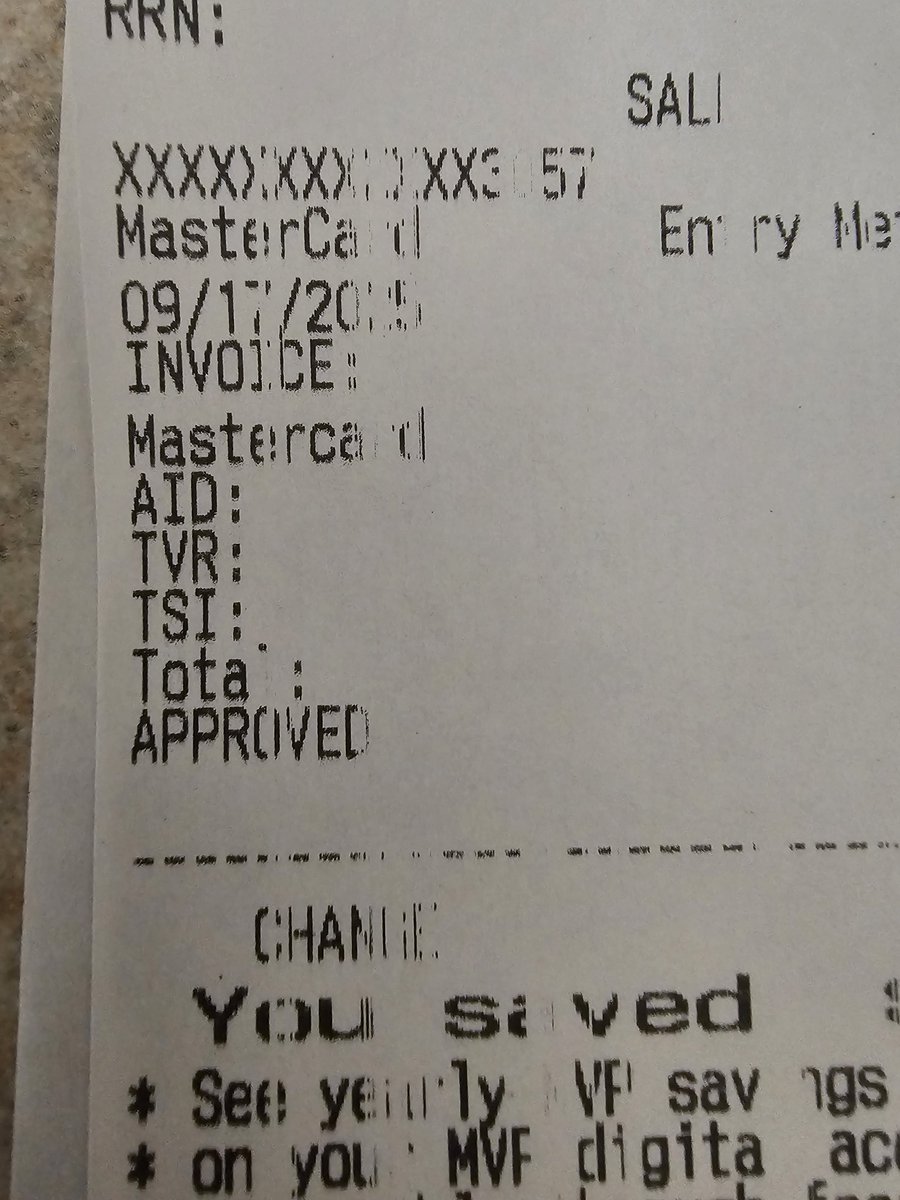 RRN:
SALE
MasterCard Entry
09/17/2025
INVOICE:
Mastercard
AID:
TVR:
TSI:
Total:
APPROVED
CHANGE
You saved
* See yearly MVP savings
* on your MVP digital